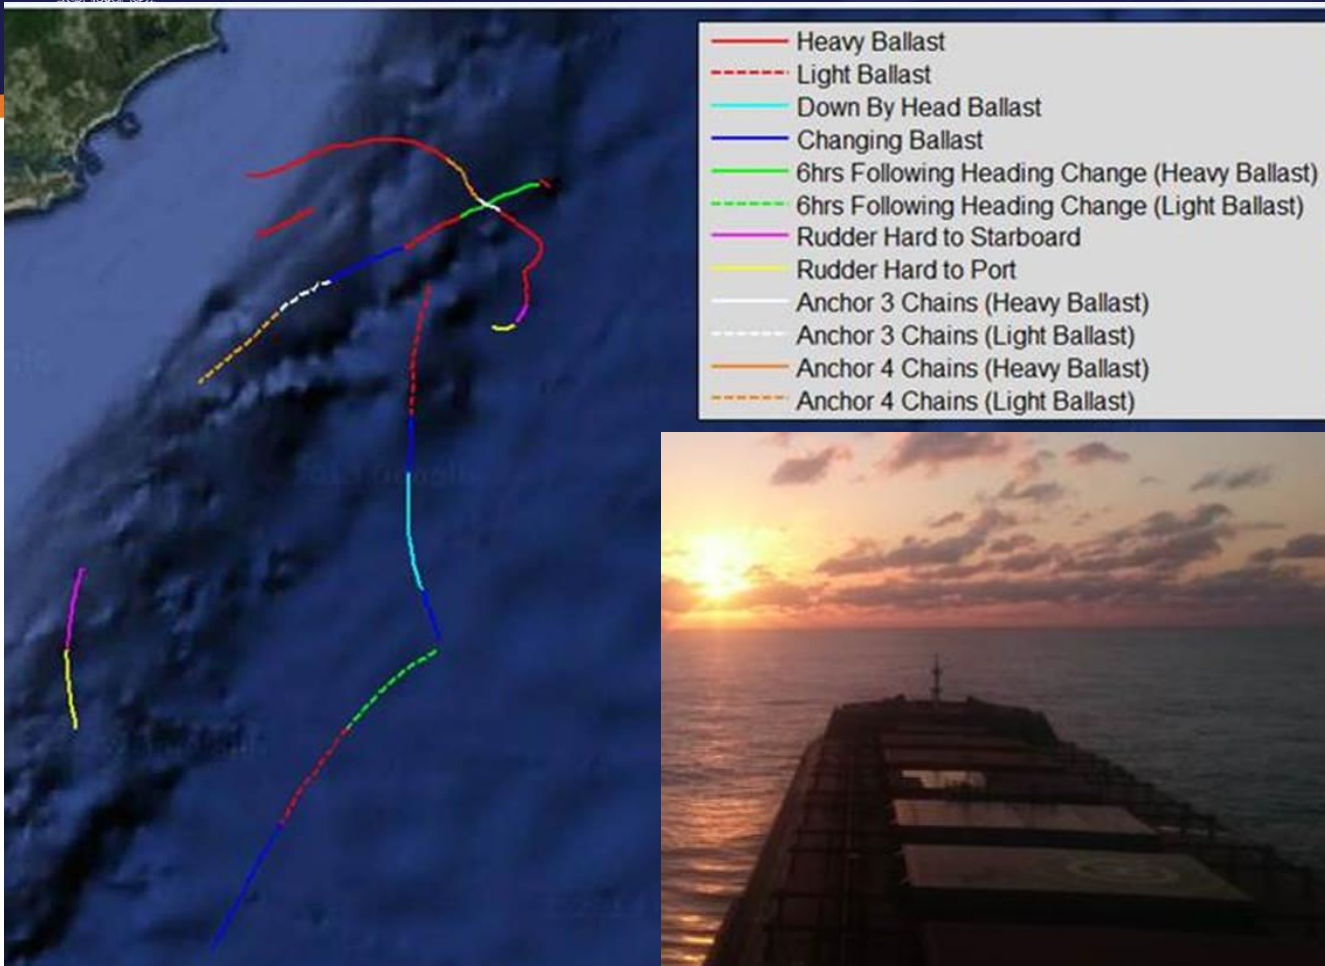 Heavy Ballast
Light Ballast
Down By Head Ballast
Changing Ballast
6hrs Following Heading Change (Heavy Ballast)
6hrs Following Heading Change (Light Ballast)
Rudder Hard to Starboard
Rudder Hard to Port
Anchor 3 Chains (Heavy Ballast)
Anchor 3 Chains (Light Ballast)
Anchor 4 Chains (Heavy Ballast)
Anchor 4 Chains (Light Ballast)